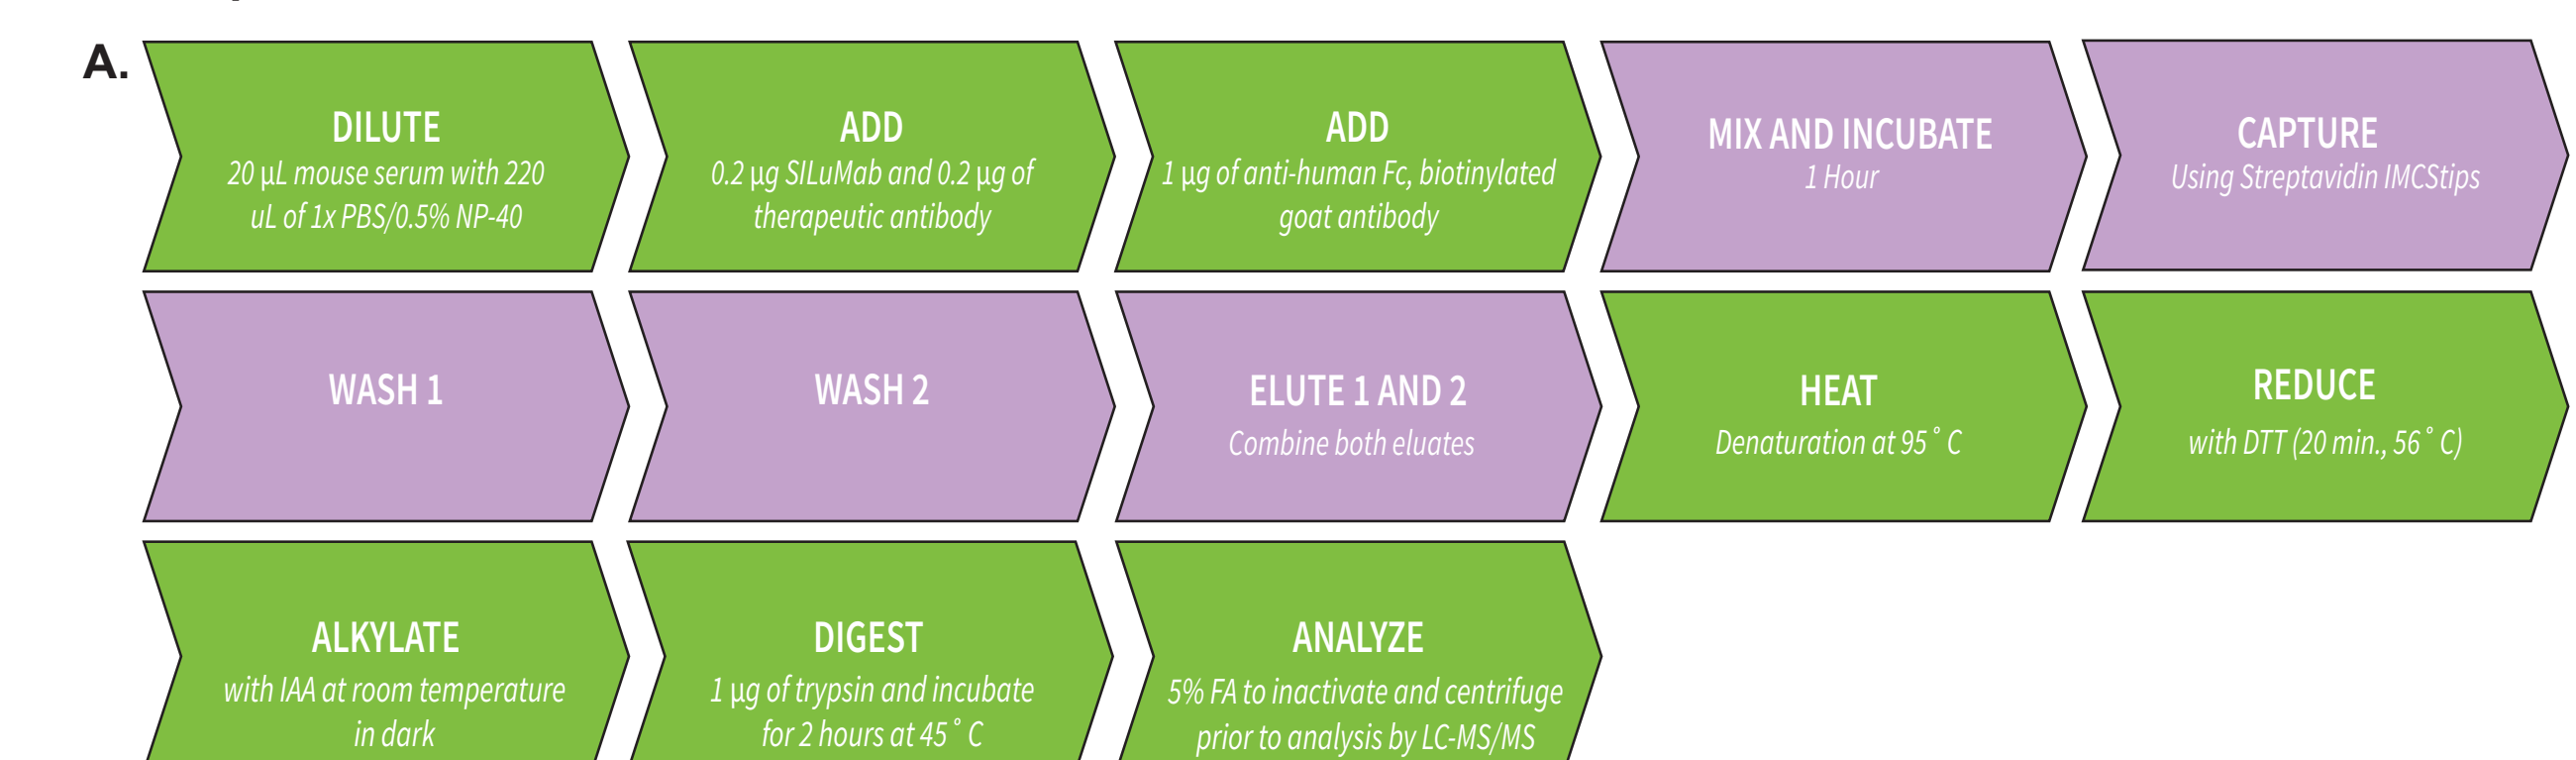 A.
DILUTE
20 µL mouse serum with 220
uL of 1x PBS/0.5% NP-40
ADD
0.2 µg SILuMab and 0.2 µg of
therapeutic antibody
ADD
1 µg of anti-human Fc, biotinylated
goat antibody
MIX AND INCUBATE
1 Hour
CAPTURE
Using Streptavidin IMCStips
WASH 1
WASH 2
ELUTE 1 AND 2
Combine both eluates
HEAT
Denaturation at 95˚ C
REDUCE
with DTT (20 min., 56˚ C)
ALKYLATE
with IAA at room temperature
in dark
DIGEST
1 µg of trypsin and incubate
for 2 hours at 45˚ C
ANALYZE
5% FA to inactivate and centrifuge
prior to analysis by LC-MS/MS